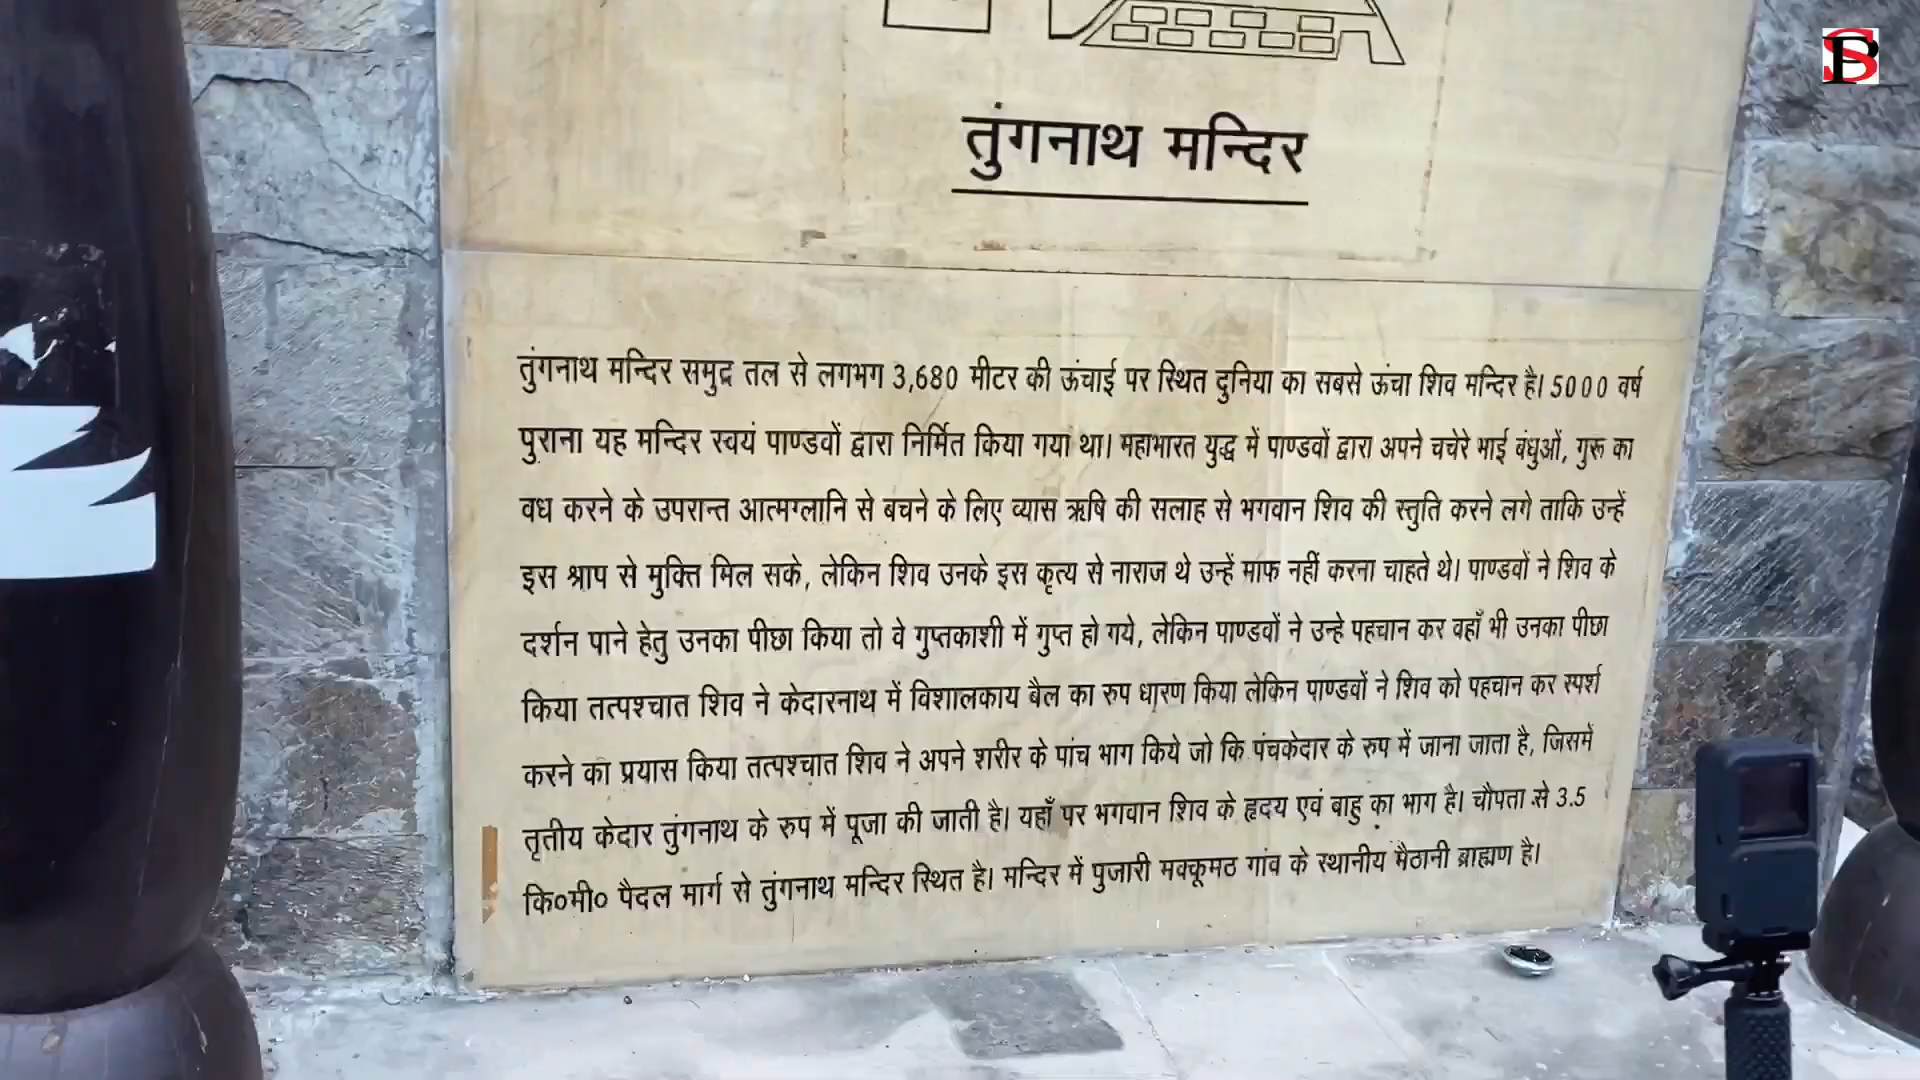 तुंगनाथ मन्दिर
तुंगनाथ मन्दिर समुद्र तल से लगभग 3,680 मीटर की ऊंचाई पर स्थित दुनिया का सबसे ऊंचा शिव मन्दिर है। 5000 वर्ष
पुराना यह मन्दिर स्वयं पाण्डवों द्वारा निर्मित किया गया था। महाभारत युद्ध में पाण्डवों द्वारा अपने चचेरे भाई बंधुओं, गुरू का
वध करने के उपरान्त आत्मग्लानि से बचने के लिए व्यास ऋषि की सलाह से भगवान शिव की स्तुति करने लगे ताकि उन्हें
इस श्राप से मुक्ति मिल सके, लेकिन शिव उनके इस कृत्य से नाराज थे उन्हें माफ नहीं करना चाहते थे। पाण्डवों ने शिव के
दर्शन पाने हेतु उनका पीछा किया तो वे गुप्तकाशी में गुप्त हो गये, लेकिन पाण्डवों ने उन्हे पहचान कर वहाँ भी उनका पीछा
किया तत्पश्चात शिव ने केदारनाथ में विशालकाय बैल का रुप धारण किया लेकिन पाण्डवों ने शिव को पहचान कर स्पर्श
करने का प्रयास किया तत्पश्चात शिव ने अपने शरीर के पांच भाग किये जो कि पंचकेदार के रुप में जाना जाता है, जिसमें
तृतीय केदार तुंगनाथ के रुप में पूजा की जाती है। यहाँ पर भगवान शिव के हृदय एवं बाहु का भाग है। चौपता से 3.5
कि०मी० पैदल मार्ग से तुंगनाथ मन्दिर स्थित है। मन्दिर में पुजारी मक्कूमठ गांव के स्थानीय मैठानी ब्राह्मण है।